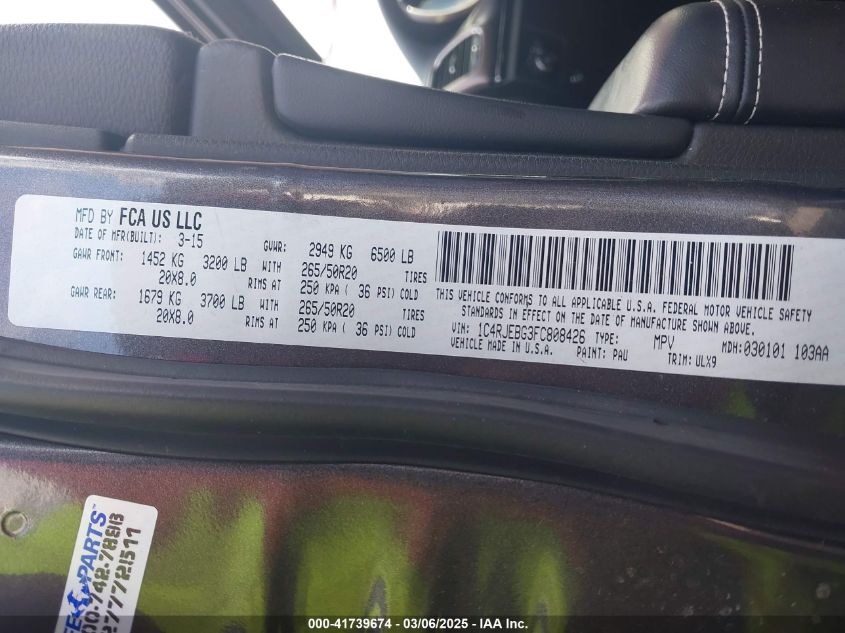 MFD BY FCA US LLC
DATE OF MFR(BUILT): 3-15 GVWR: 2949 KG 6500 LB
GAWR FRONT: 1452 KG 3200 LB WITH 265/50R20 TIRES
20X8.0 RIMS AT 250 KPA ( 36 PSI) COLD
GAWR REAR: 1679 KG 3700 LB WITH 265/50R20 TIRES
20X8.0 RIMS AT 250 KPA ( 36 PSI) COLD
THIS VEHICLE CONFORMS TO ALL APPLICABLE U.S.A. FEDERAL MOTOR VEHICLE SAFETY
STANDARDS IN EFFECT ON THE DATE OF MANUFACTURE SHOWN ABOVE.
VIN: 1C4RJEBG3FC808426 TYPE: MPV MDH:030101 103AA
VEHICLE MADE IN U.S.A. PAINT: PAU TRIM: ULX9
PARTS™
000-41739674 / 03/06/2025 — IAA Inc.